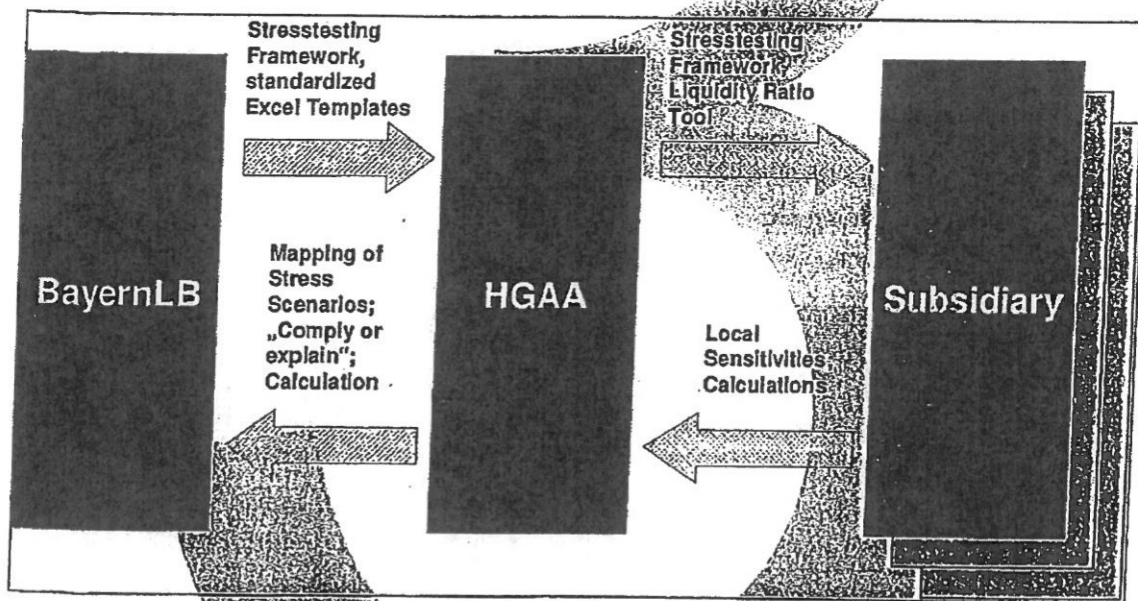 Stresstesting
Framework,
standardized
Excel Templates
Stresstesting
Framework,
Liquidity Ratio
Tool
BayernLB
Mapping of
Stress
Scenarios;
„Comply or
explain“;
Calculation
HGAA
Local
Sensitivities,
Calculations
Subsidiary